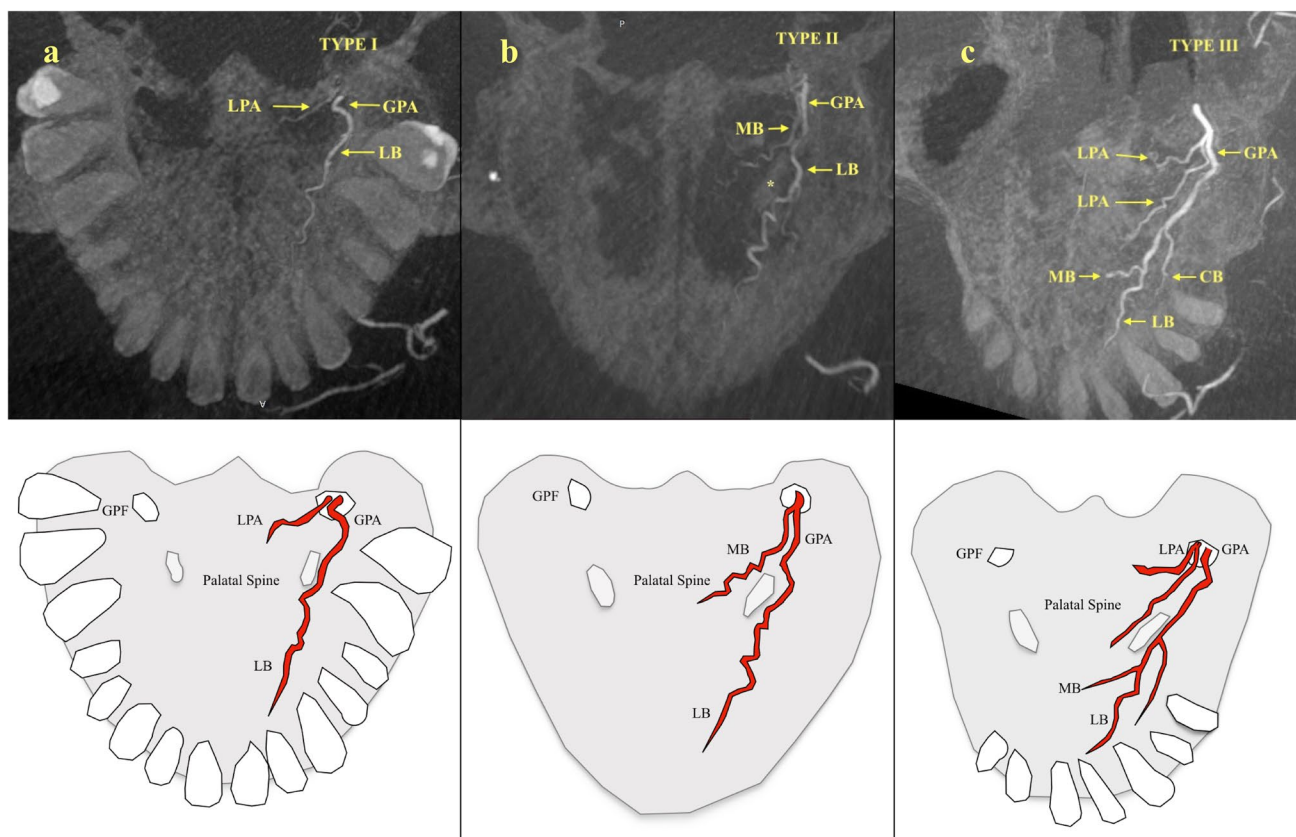 a
TYPE I
LPA
GPA
LB
A
P
b
TYPE II
GPA
MB
LB
*
c
TYPE III
LPA
GPA
LPA
MB
CB
LB
GPF
LPA
GPA
Palatal Spine
LB
GPF
MB
GPA
Palatal Spine
LB
GPF
LPA
GPA
Palatal Spine
MB
LB